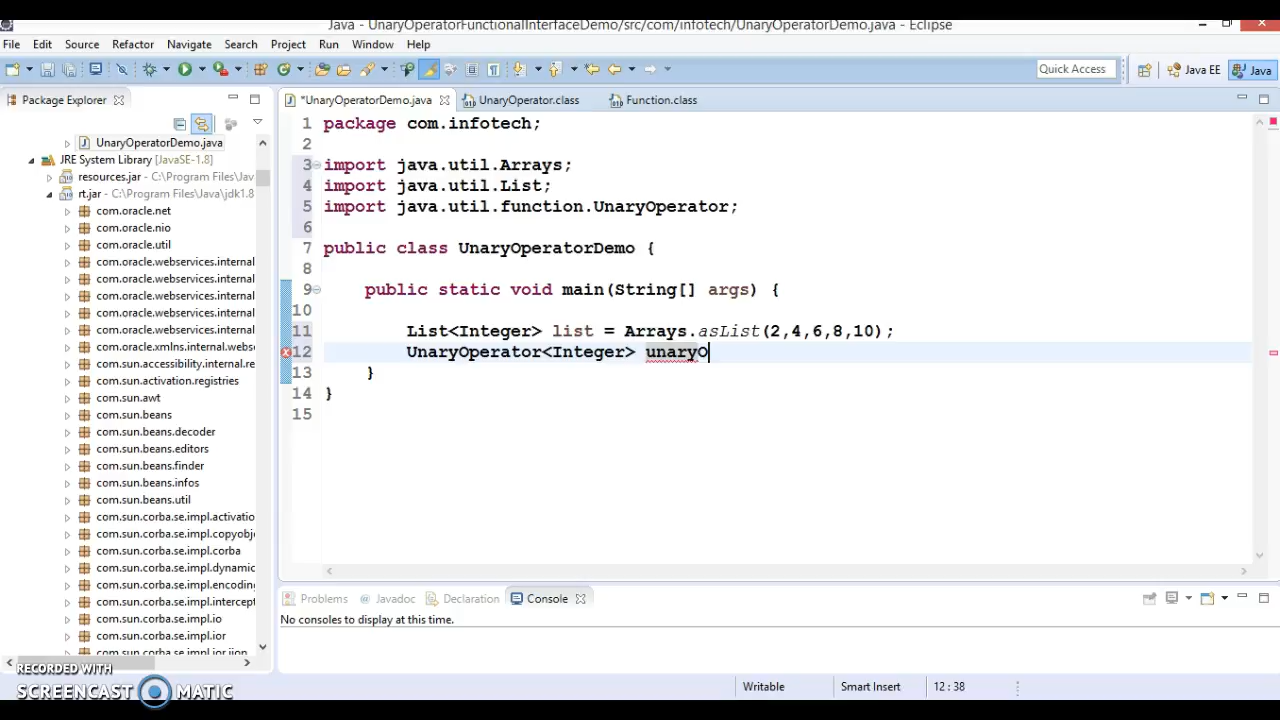 Java - UnaryOperatorFunctionalInterfaceDemo/src/com/infotech/UnaryOperatorDemo.java - Eclipse
File Edit Source Refactor Navigate Search Project Run Window Help
Quick Access
Java EE
Java
Package Explorer
*UnaryOperatorDemo.java
UnaryOperator.class
Function.class
UnaryOperatorDemo.java
JRE System Library [JavaSE-1.8]
resources.jar - C:\Program Files\Jav
rt.jar - C:\Program Files\Java\jdk1.8
com.oracle.net
com.oracle.nio
com.oracle.util
com.oracle.webservices.internal
com.oracle.webservices.internal
com.oracle.webservices.internal
com.oracle.webservices.internal
com.oracle.webservices.internal
com.oracle.xmlns.internal.webse
com.sun.accessibility.internal.re
com.sun.activation.registries
com.sun.awt
com.sun.beans
com.sun.beans.decoder
com.sun.beans.editors
com.sun.beans.finder
com.sun.beans.infos
com.sun.beans.util
com.sun.corba.se.impl.activatio
com.sun.corba.se.impl.copyobje
com.sun.corba.se.impl.corba
com.sun.corba.se.impl.dynamic
com.sun.corba.se.impl.encoding
com.sun.corba.se.impl.intercept
com.sun.corba.se.impl.io
com.sun.corba.se.impl.ior
com.sun.corba.se.impl.ior.iiop
1 package com.infotech;
2
3 import java.util.Arrays;
4 import java.util.List;
5 import java.util.function.UnaryOperator;
6
7 public class UnaryOperatorDemo {
8
9 public static void main(String[] args) {
10
11 List<Integer> list = Arrays.asList(2,4,6,8,10);
12 UnaryOperator<Integer> unaryO
13 }
14 }
15
Problems Javadoc Declaration Console
No consoles to display at this time.
Writable Smart Insert 12 : 38
RECORDED WITH
SCREENCAST MATIC